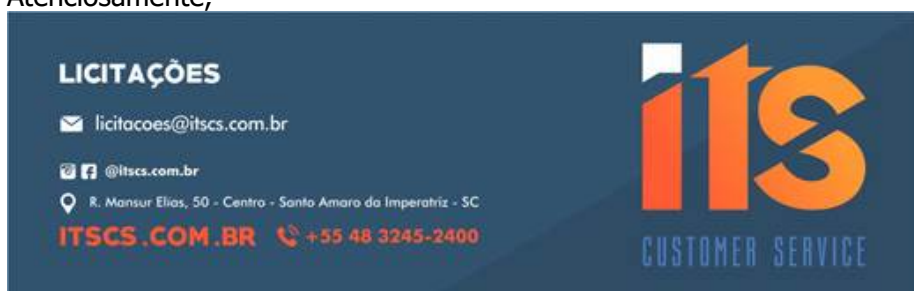 Atenciosamente,
LICITAÇÕES
licitacoes@itscs.com.br
@itscs.com.br
R. Mansur Elias, 50 - Centro - Santo Amaro da Imperatriz - SC
ITSCS.COM.BR +55 48 3245-2400
its
CUSTOMER SERVICE